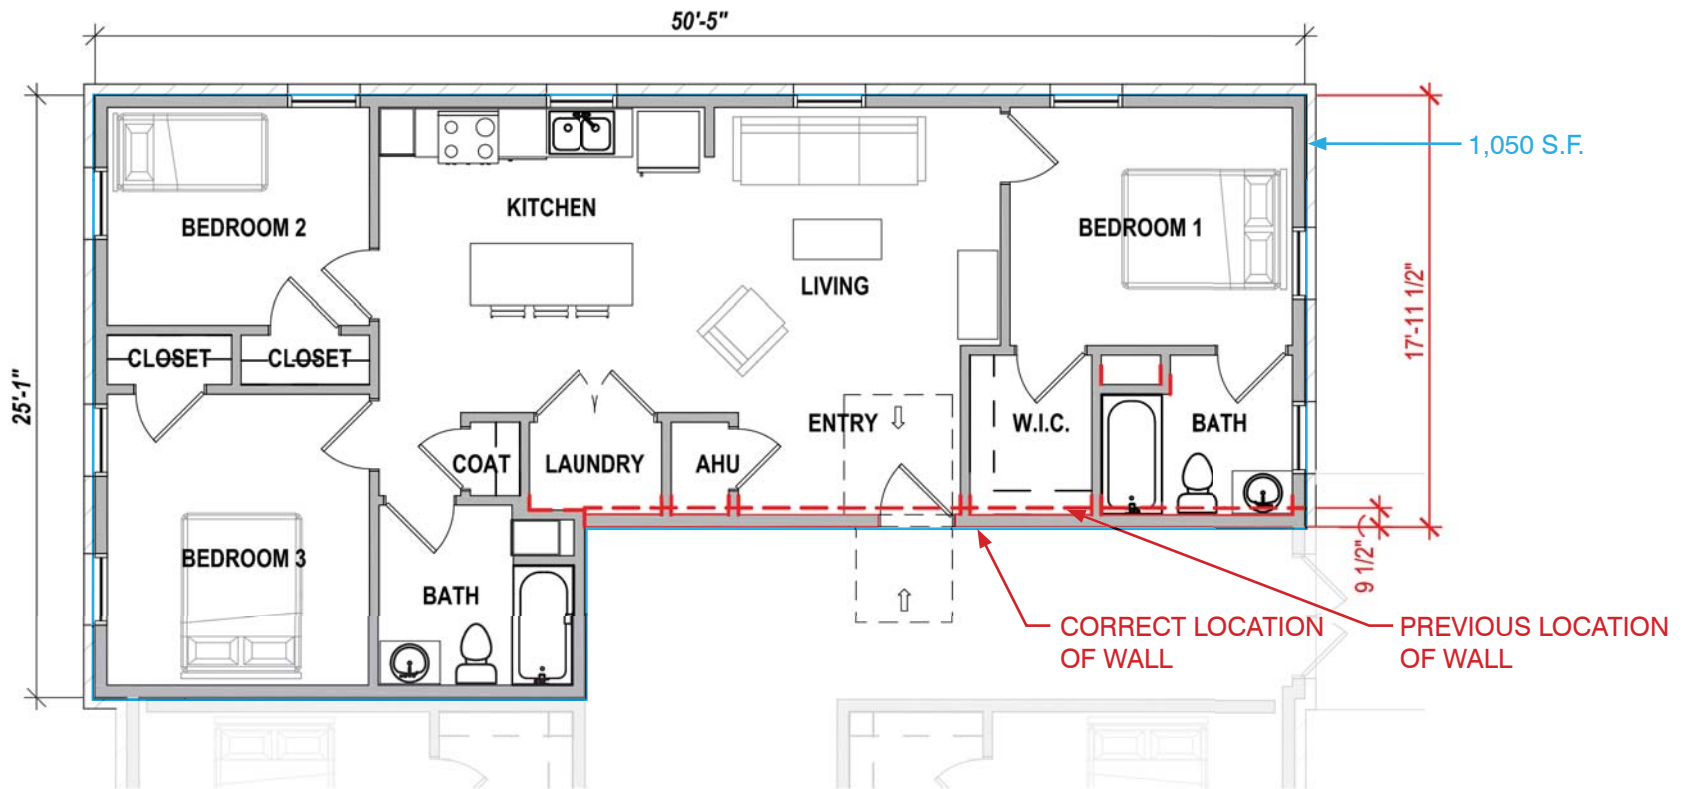 50'-5"
1,050 S.F.
KITCHEN
BEDROOM 2
BEDROOM 1
LIVING
17'-11 1/2"
CLOSET
CLOSET
25'-1"
ENTRY
W.I.C.
BATH
COAT
LAUNDRY
AHU
BEDROOM 3
9 1/2"
BATH
CORRECT LOCATION
OF WALL
PREVIOUS LOCATION
OF WALL